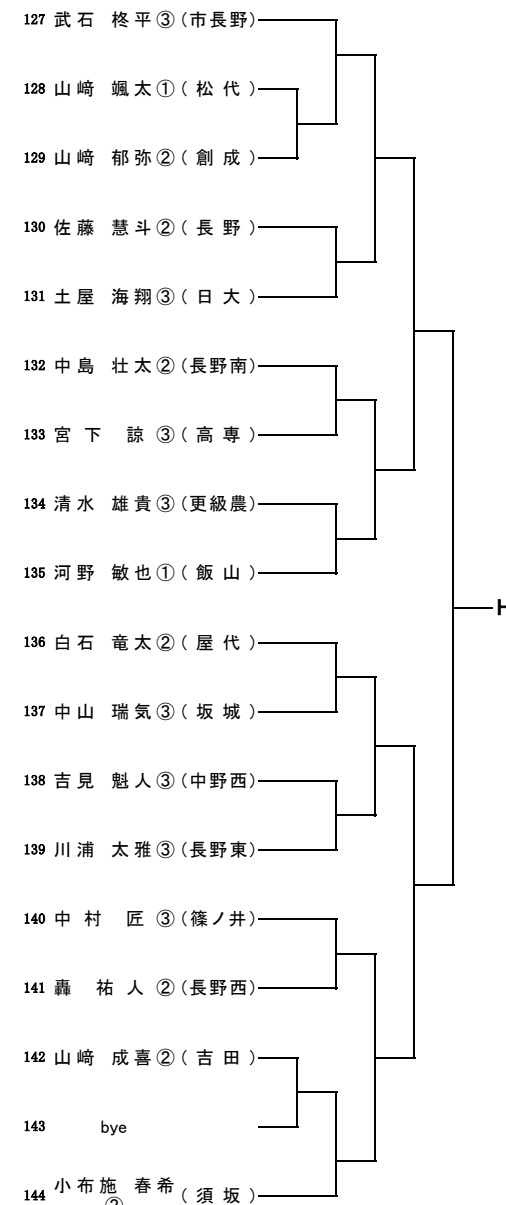 127 武石 柊平③(市長野)
128 山﨑 颯太①(松代)
129 山﨑 郁弥②(創成)
130 佐藤 慧斗②(長野)
131 土屋 海翔③(日大)
132 中島 壮太②(長野南)
133 宮下 諒③(高専)
134 清水 雄貴③(更級農)
135 河野 敏也①(飯山)
H
136 白石 竜太②(屋代)
137 中山 瑞気③(坂城)
138 吉見 魁人③(中野西)
139 川浦 太雅③(長野東)
140 中村 匠③(篠ノ井)
141 轟 祐人②(長野西)
142 山﨑 成喜②(吉田)
143 bye
144 小布施 春希②(須坂)